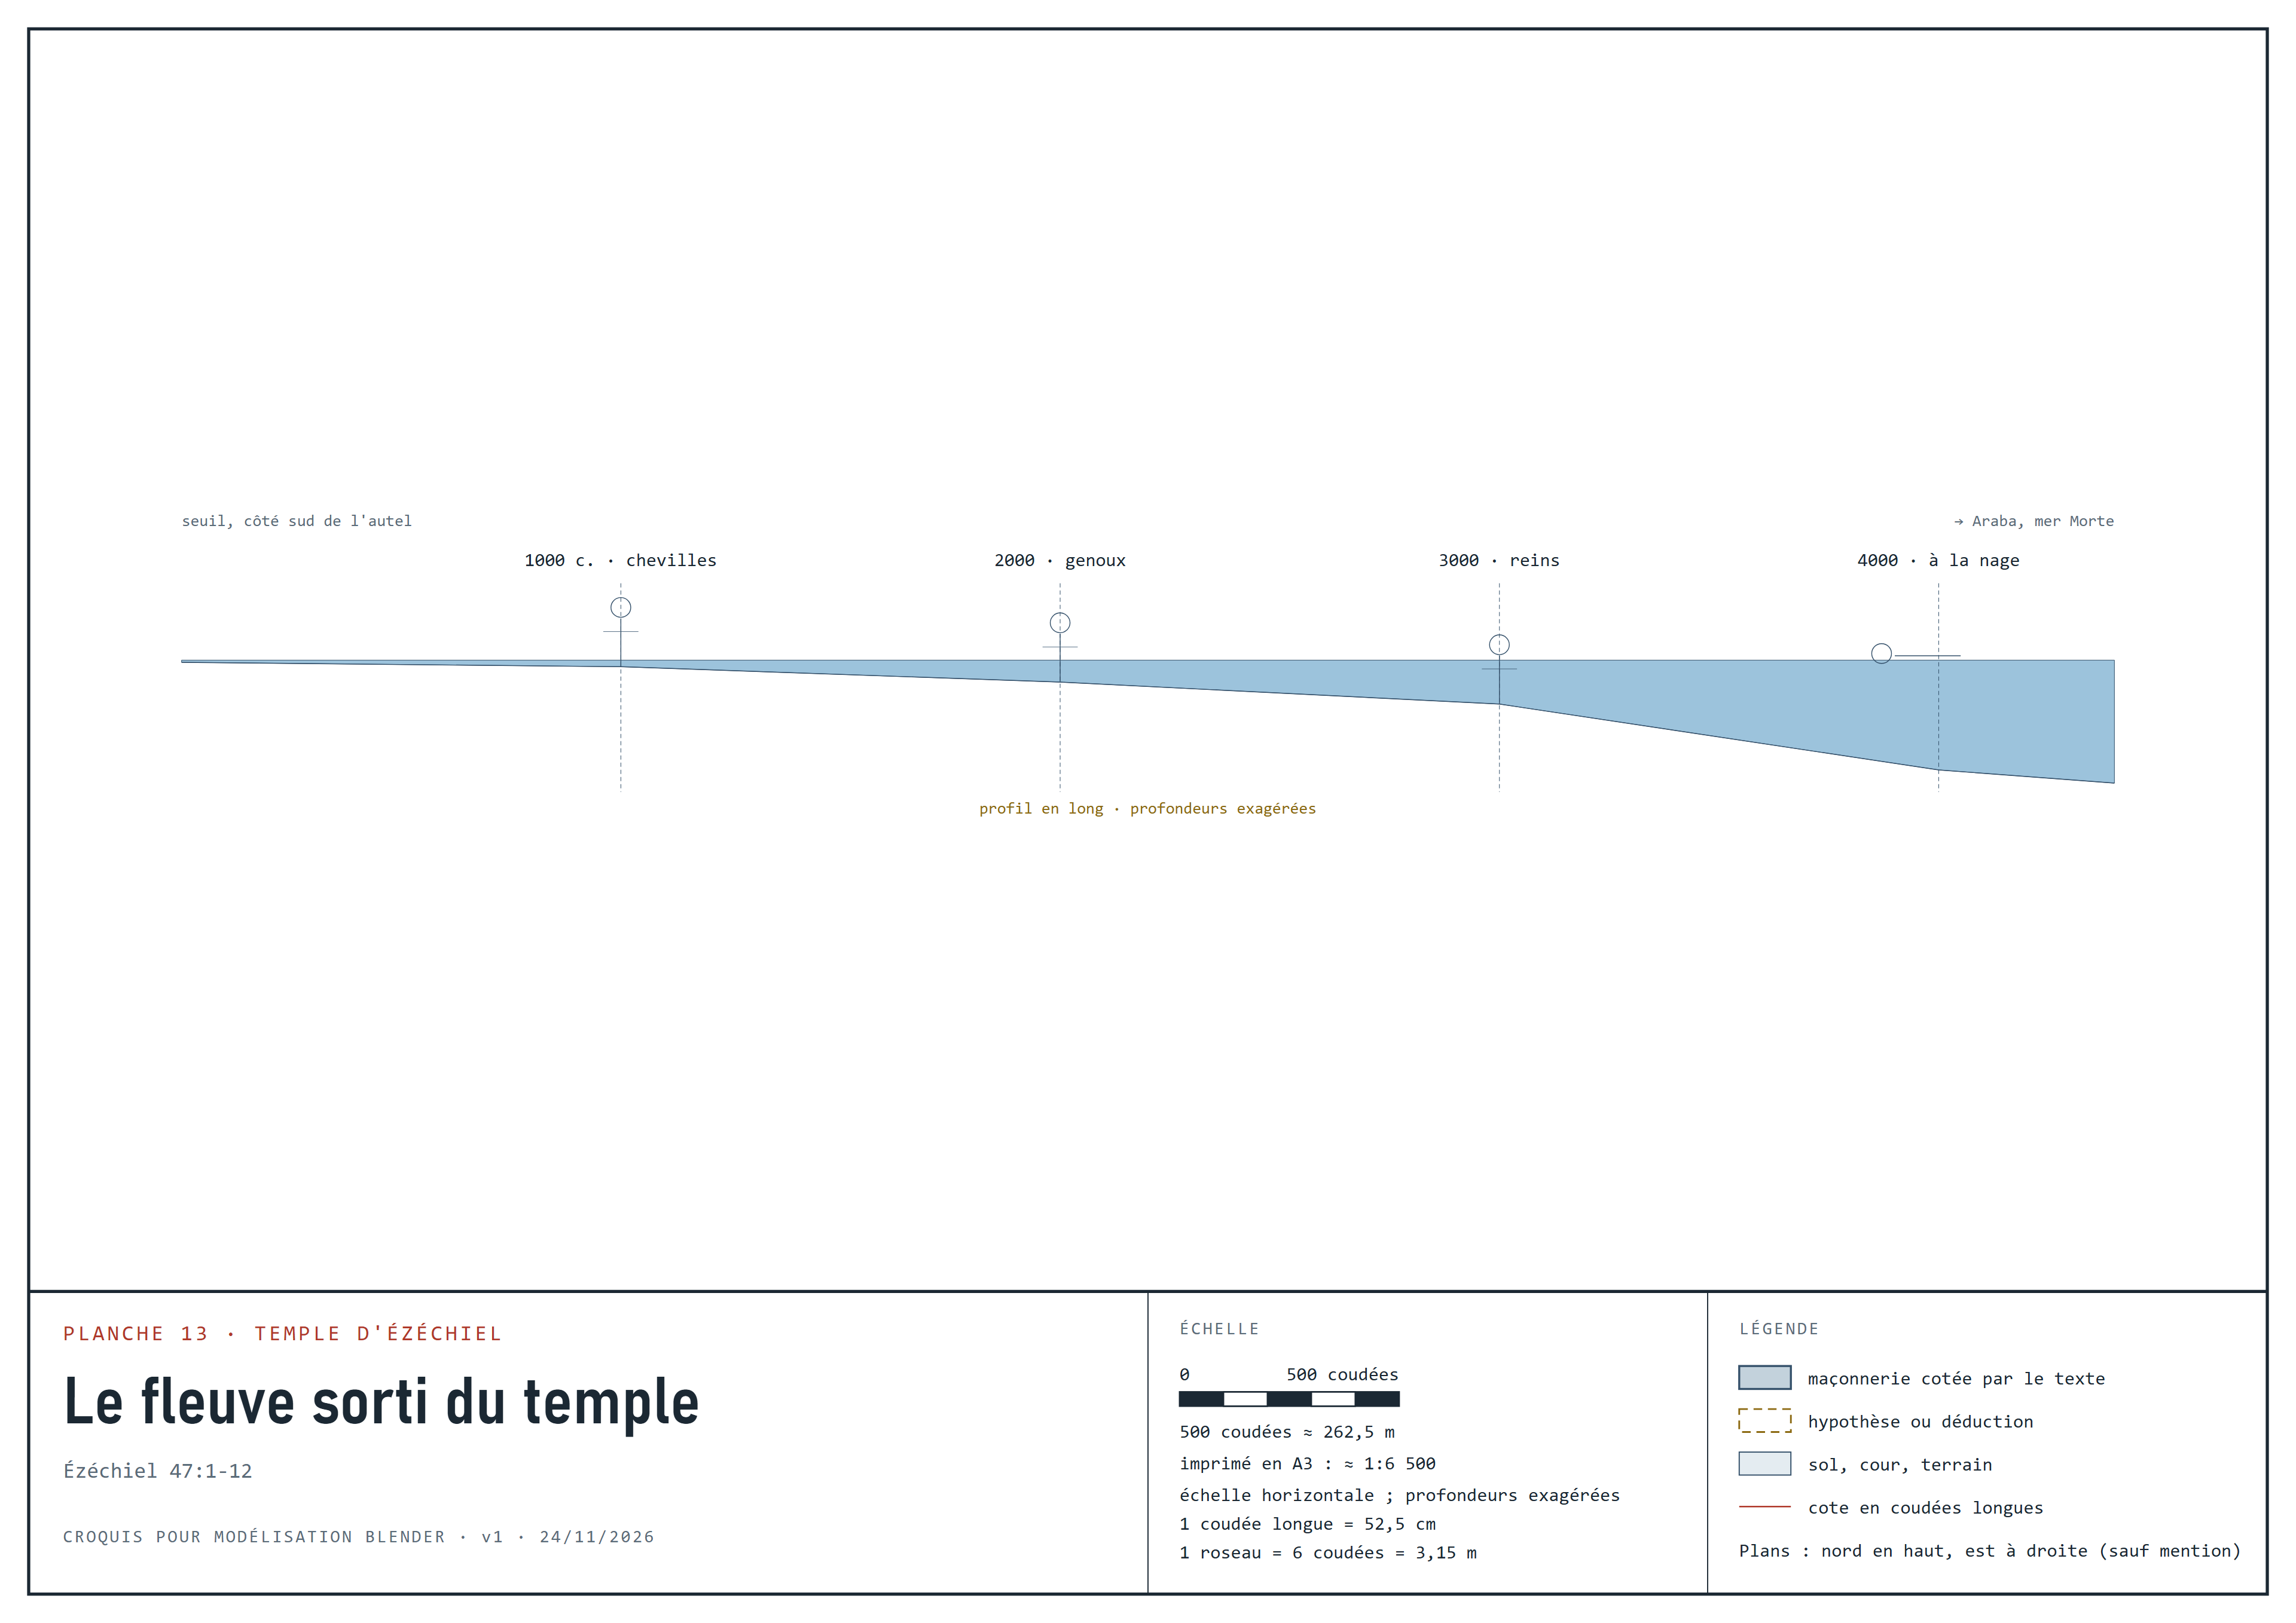 seuil, côté sud de l'autel
→ Araba, mer Morte
1000 c. · chevilles
2000 · genoux
3000 · reins
4000 · à la nage
profil en long · profondeurs exagérées
PLANCHE 13 · TEMPLE D'ÉZÉCHIEL
Le fleuve sorti du temple
Ézéchiel 47:1-12
CROQUIS POUR MODÉLISATION BLENDER · v1 · 24/11/2026
ÉCHELLE
0 500 coudées
500 coudées ≈ 262,5 m
imprimé en A3 : ≈ 1:6 500
échelle horizontale ; profondeurs exagérées
1 coudée longue = 52,5 cm
1 roseau = 6 coudées = 3,15 m
LÉGENDE
maçonnerie cotée par le texte
hypothèse ou déduction
sol, cour, terrain
cote en coudées longues
Plans : nord en haut, est à droite (sauf mention)